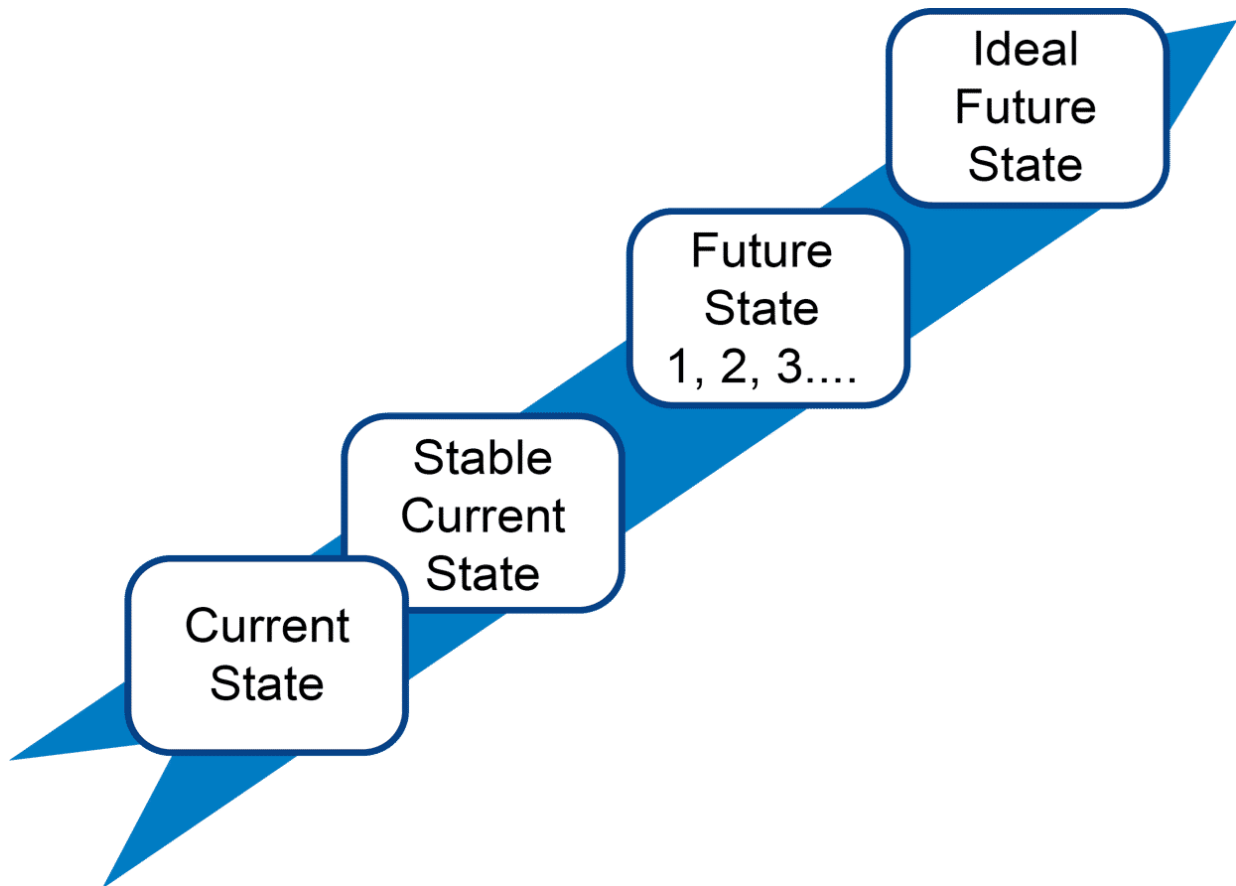 Ideal
Future
State
Future
State
1, 2, 3....
Stable
Current
State
Current
State